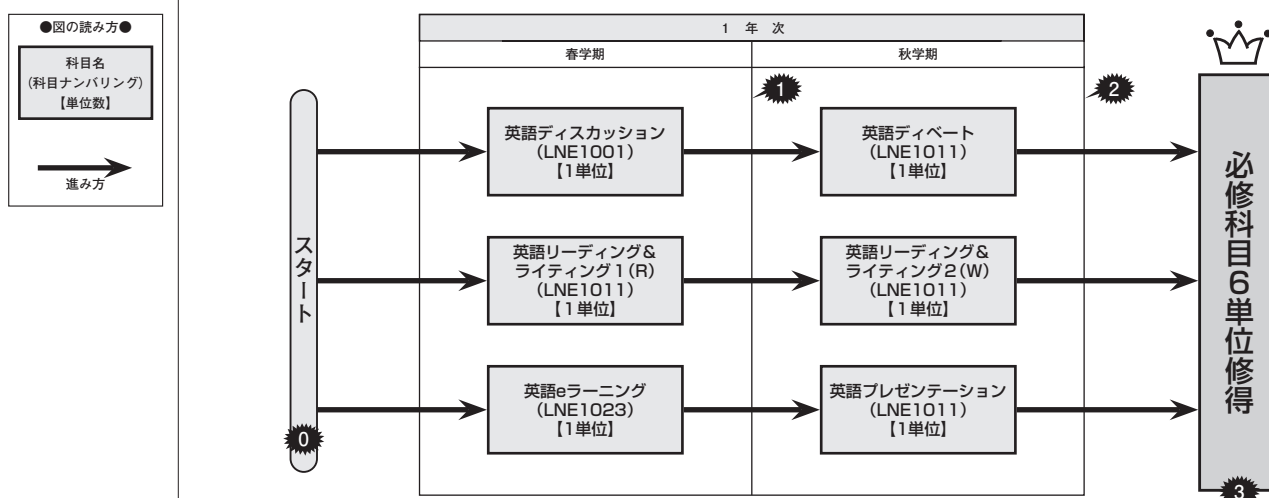 ●図の読み方●
科目名
(科目ナンバリング)
【単位数】
進み方
1 年 次
春学期
秋学期
1
2
スタート
0
英語ディスカッション
(LNE1001)
【1単位】
英語ディベート
(LNE1011)
【1単位】
英語リーディング&
ライティング1(R)
(LNE1011)
【1単位】
英語リーディング&
ライティング2(W)
(LNE1011)
【1単位】
英語eラーニング
(LNE1023)
【1単位】
英語プレゼンテーション
(LNE1011)
【1単位】
必修科目6単位修得
3